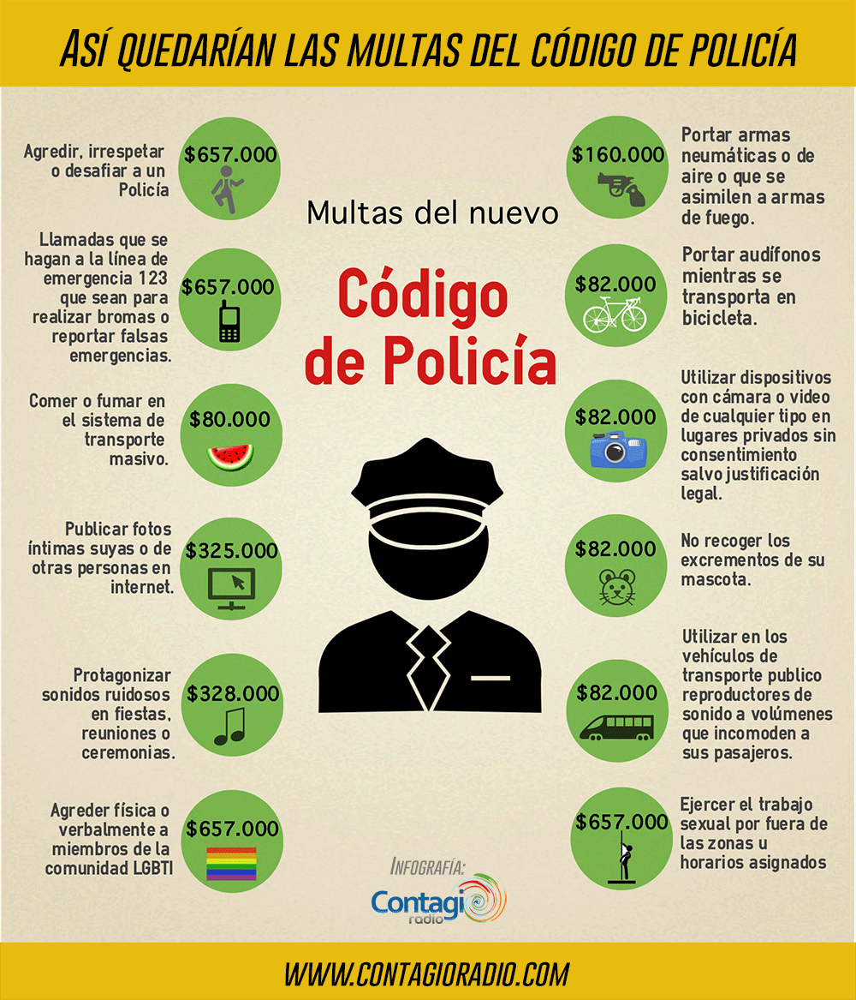 ASÍ QUEDARÍAN LAS MULTAS DEL CÓDIGO DE POLICÍA
Agredir, irrespetar
o desafiar a un
Policía
$657.000
Llamadas que se
hagan a la línea de
emergencia 123
que sean para
realizar bromas o
reportar falsas
emergencias.
$657.000
Comer o fumar en
el sistema de
transporte
masivo.
$80.000
Publicar fotos
íntimas suyas o de
otras personas en
internet.
$325.000
Protagonizar
sonidos ruidosos
en fiestas,
reuniones o
ceremonias.
$328.000
Agreder física o
verbalmente a
miembros de la
comunidad LGBTI
$657.000
Multas del nuevo
Código
de Policía
INFOGRAFÍA:
Contagio
radio
$160.000
Portar armas
neumáticas o de
aire o que se
asimilen a armas
de fuego.
$82.000
Portar audífonos
mientras se
transporta en
bicicleta.
$82.000
Utilizar dispositivos
con cámara o video
de cualquier tipo en
lugares privados sin
consentimiento
salvo justificación
legal.
$82.000
No recoger los
excrementos de su
mascota.
$82.000
Utilizar en los
vehículos de
transporte publico
reproductores de
sonido a volúmenes
que incomoden a
sus pasajeros.
$657.000
Ejercer el trabajo
sexual por fuera de
las zonas u
horarios asignados
WWW.CONTAGIORADIO.COM